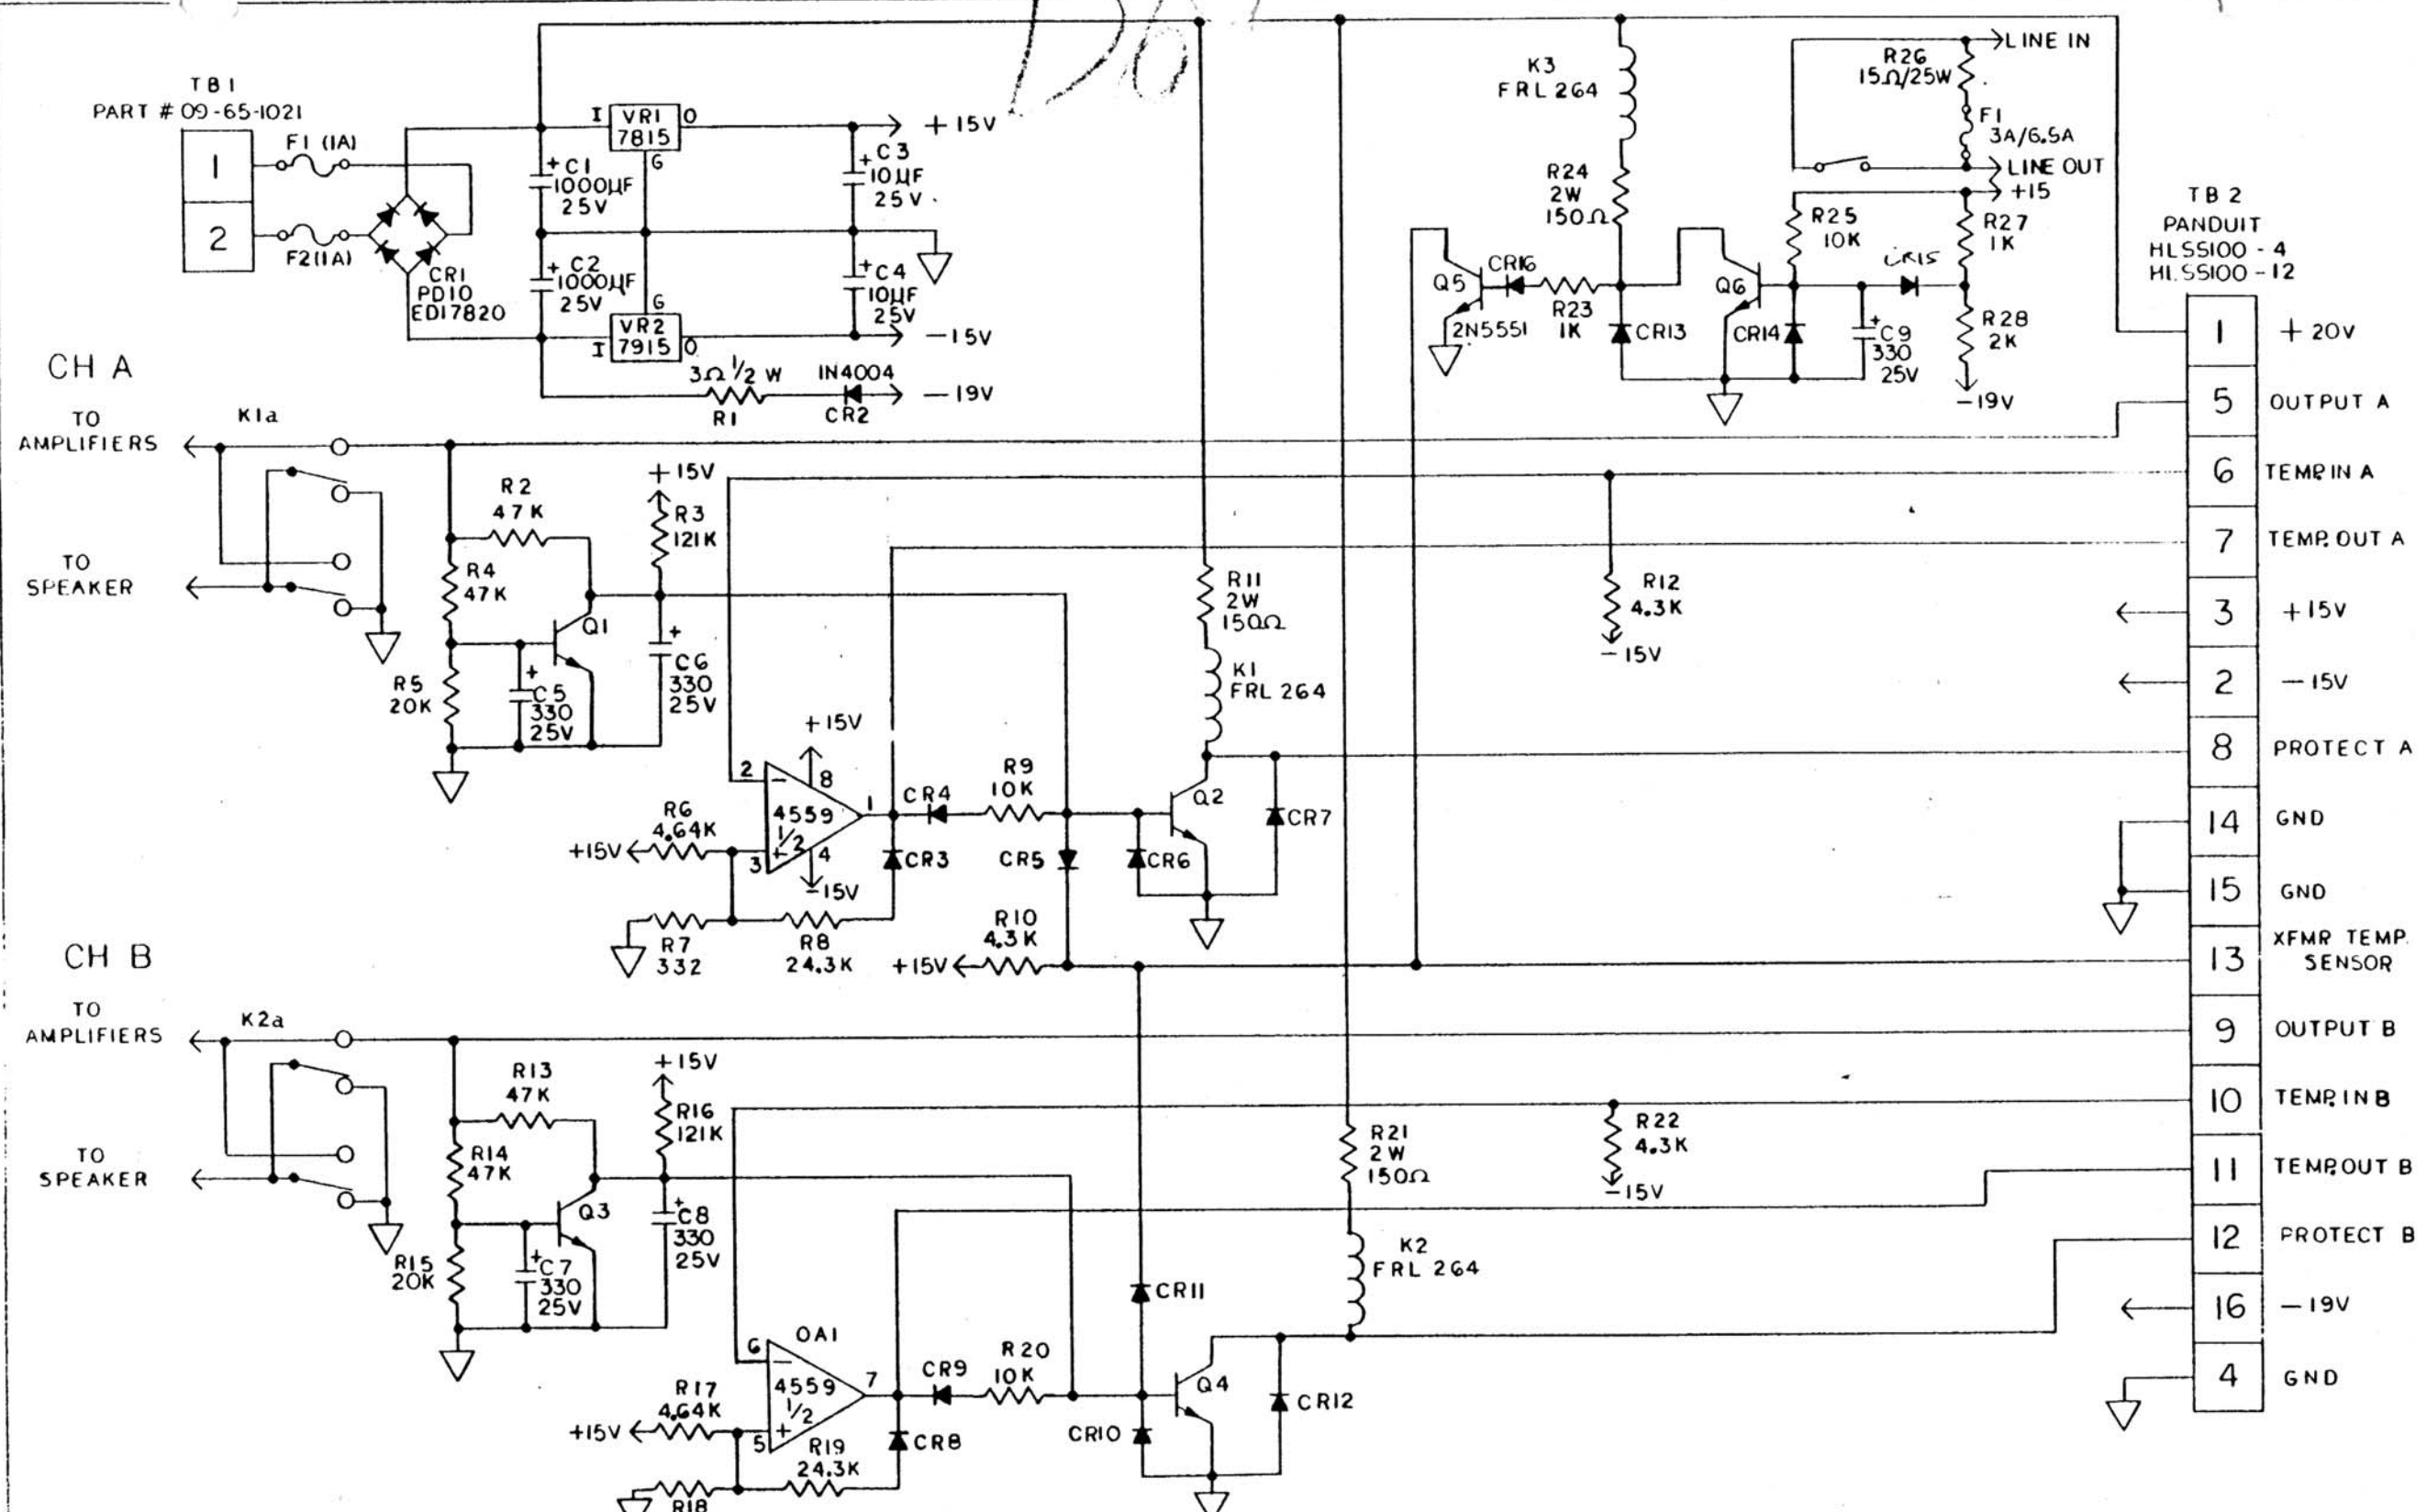 D6
TB1
PART # 09-65-1021
1
2
F1 (1A)
F2(1A)
CR1
PD10
ED17820
I
VR1
7815
O
G
+15V
+ C1
1000µF
25V
+ C3
10µF
25V
+ C2
1000µF
25V
+ C4
10µF
25V
G
VR2
7915
I
O
-15V
3Ω 1/2 W
R1
IN4004
CR2
-19V
K3
FRL 264
R24
2W
150Ω
Q5
2N5551
CR16
R23
1K
CR13
Q6
CR14
R25
10K
CR15
+
C9
330
25V
R26
15Ω/25W
F1
3A/6.5A
LINE IN
LINE OUT
+15
R27
1K
R28
2K
-19V
TB 2
PANDUIT
HLSS100 - 4
HLSS100 - 12
1
+20V
5
OUTPUT A
6
TEMP. IN A
7
TEMP. OUT A
3
+15V
2
-15V
8
PROTECT A
14
GND
15
GND
13
XFMR TEMP.
SENSOR
9
OUTPUT B
10
TEMP. IN B
11
TEMP. OUT B
12
PROTECT B
16
-19V
4
GND
CH A
TO
AMPLIFIERS
K1a
TO
SPEAKER
R2
47K
R4
47K
R5
20K
Q1
+
C5
330
25V
+15V
R3
121K
+
C6
330
25V
+15V
2
-
8
4559
1/2
1
+
3
4
-15V
R6
4.64K
+15V
R7
332
R8
24.3K
CR3
CR4
R9
10K
CR5
CR6
Q2
CR7
R10
4.3K
+15V
R11
2W
150Ω
K1
FRL 264
R12
4.3K
-15V
CH B
TO
AMPLIFIERS
K2a
TO
SPEAKER
R13
47K
R14
47K
R15
20K
Q3
+
C7
330
25V
+15V
R16
121K
+
C8
330
25V
OA1
6
-
4559
1/2
7
+
5
R17
4.64K
+15V
R18
R19
24.3K
CR8
CR9
R20
10K
CR10
CR11
Q4
CR12
R21
2W
150Ω
K2
FRL 264
R22
4.3K
-15V